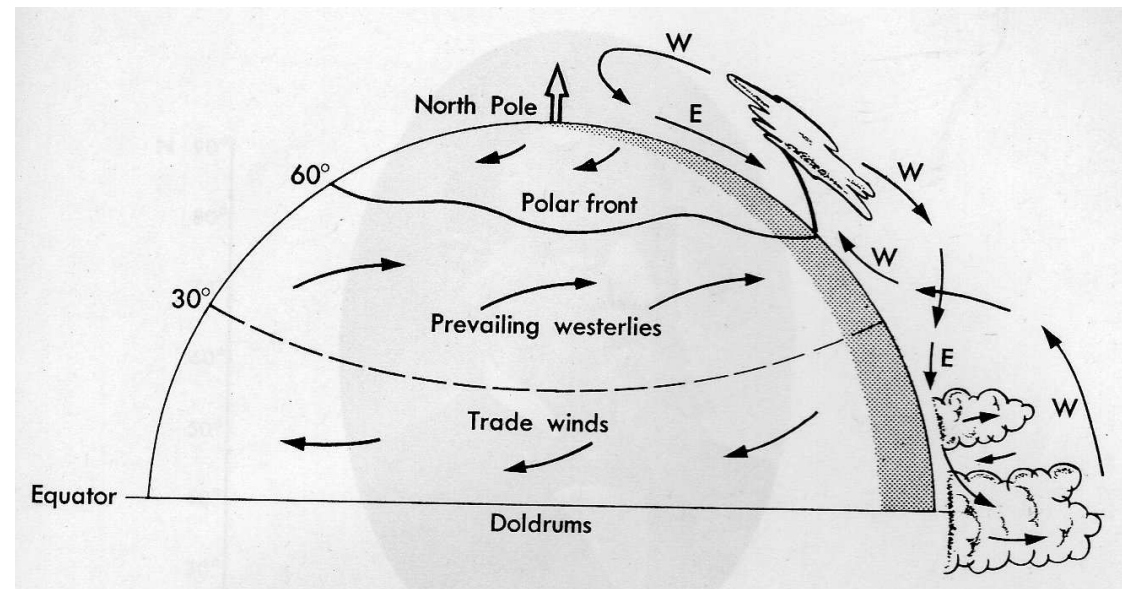 W
North Pole
E
60°
W
Polar front
W
30°
Prevailing westerlies
E
Trade winds
W
Equator
Doldrums